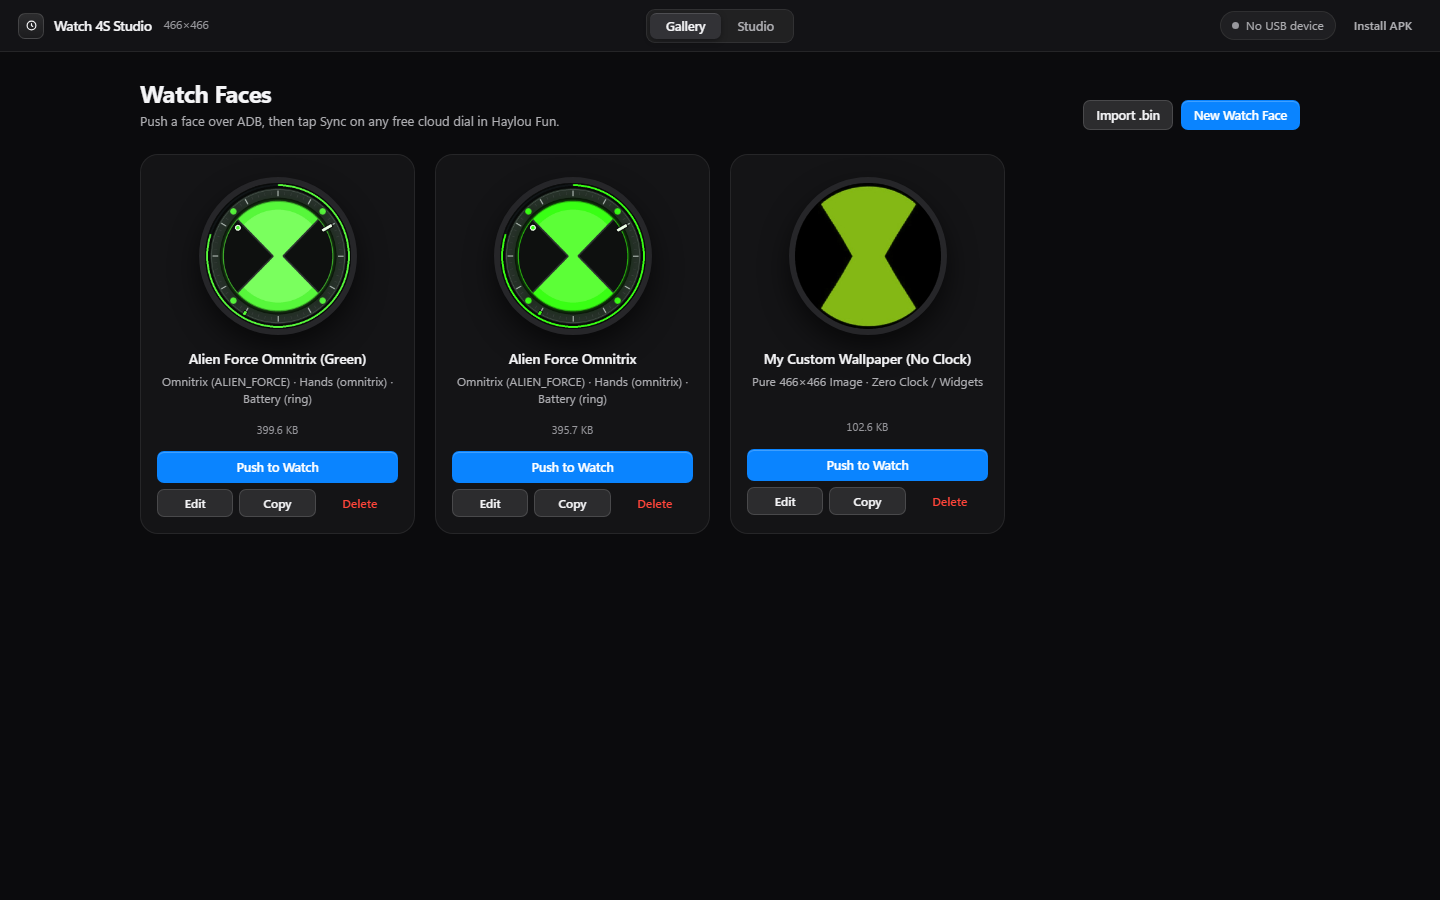 Watch 4S Studio 466×466
Gallery Studio
No USB device Install APK
Watch Faces
Push a face over ADB, then tap Sync on any free cloud dial in Haylou Fun.
Import .bin New Watch Face
Alien Force Omnitrix (Green)
Omnitrix (ALIEN_FORCE) · Hands (omnitrix) ·
Battery (ring)
399.6 KB
Push to Watch
Edit Copy Delete
Alien Force Omnitrix
Omnitrix (ALIEN_FORCE) · Hands (omnitrix) ·
Battery (ring)
395.7 KB
Push to Watch
Edit Copy Delete
My Custom Wallpaper (No Clock)
Pure 466×466 Image · Zero Clock / Widgets
102.6 KB
Push to Watch
Edit Copy Delete